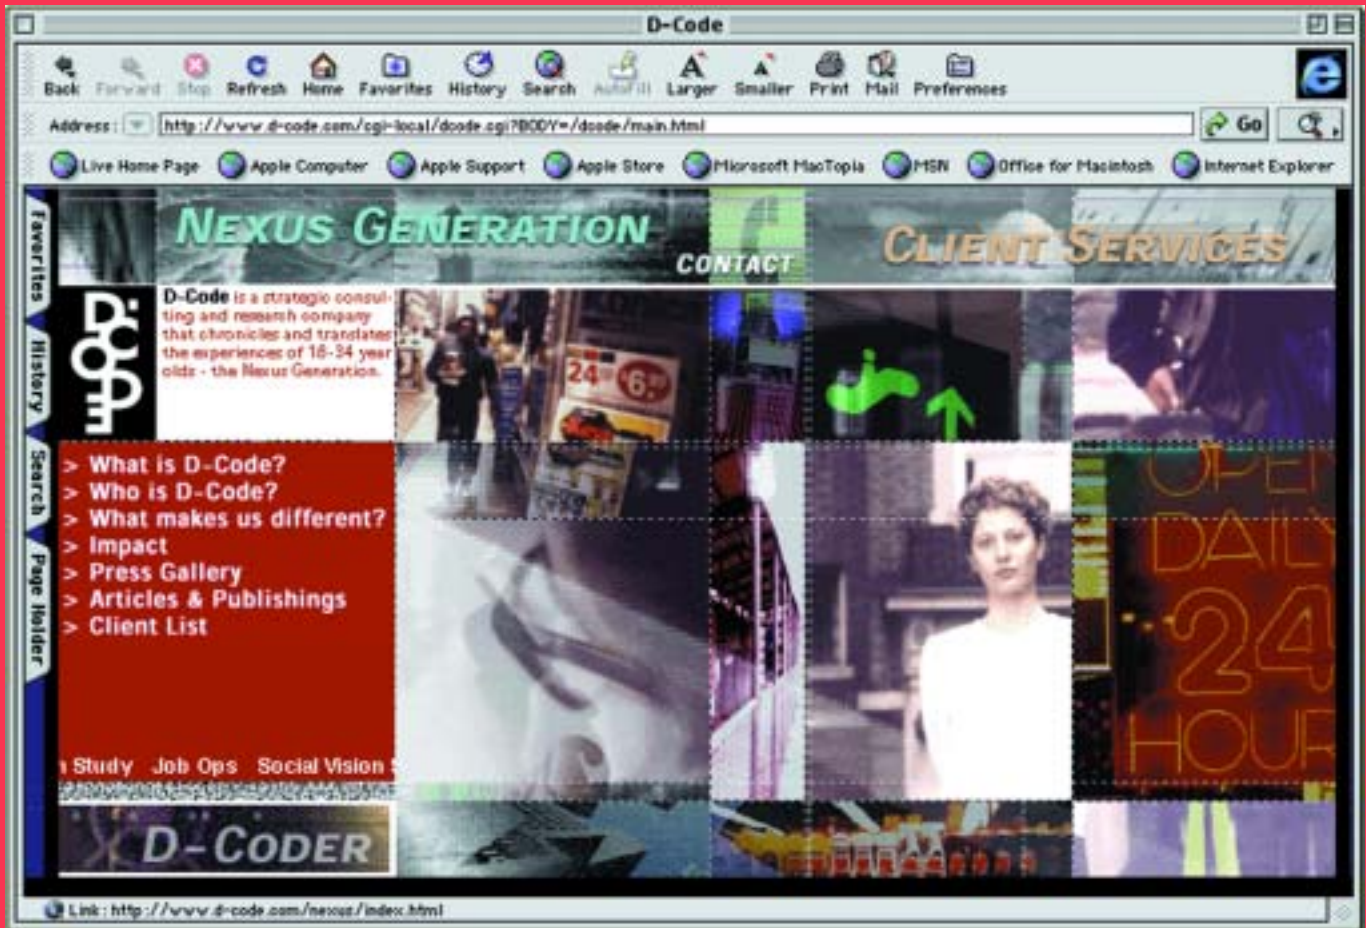 D-Code
Back Forward Stop Refresh Home Favorites History Search AutoFill Larger Smaller Print Mail Preferences
Address: http://www.d-code.com/cgi-local/dcode.cgi?BODY=/dcode/main.html Go
Live Home Page Apple Computer Apple Support Apple Store Microsoft MacTopia MSN Office for Macintosh Internet Explorer
Favorites
History
Search
Page Holder
NEXUS GENERATION
CONTACT
CLIENT SERVICES
D-CODE
D-Code is a strategic consul-
ting and research company
that chronicles and translates
the experiences of 18-34 year
olds - the Nexus Generation.
24
> What is D-Code?
> Who is D-Code?
> What makes us different?
> Impact
> Press Gallery
> Articles & Publishings
> Client List
n Study Job Ops Social Vision S
D-CODER
OPEN
DAILY
24
HOUR
Link: http://www.d-code.com/nexus/index.html